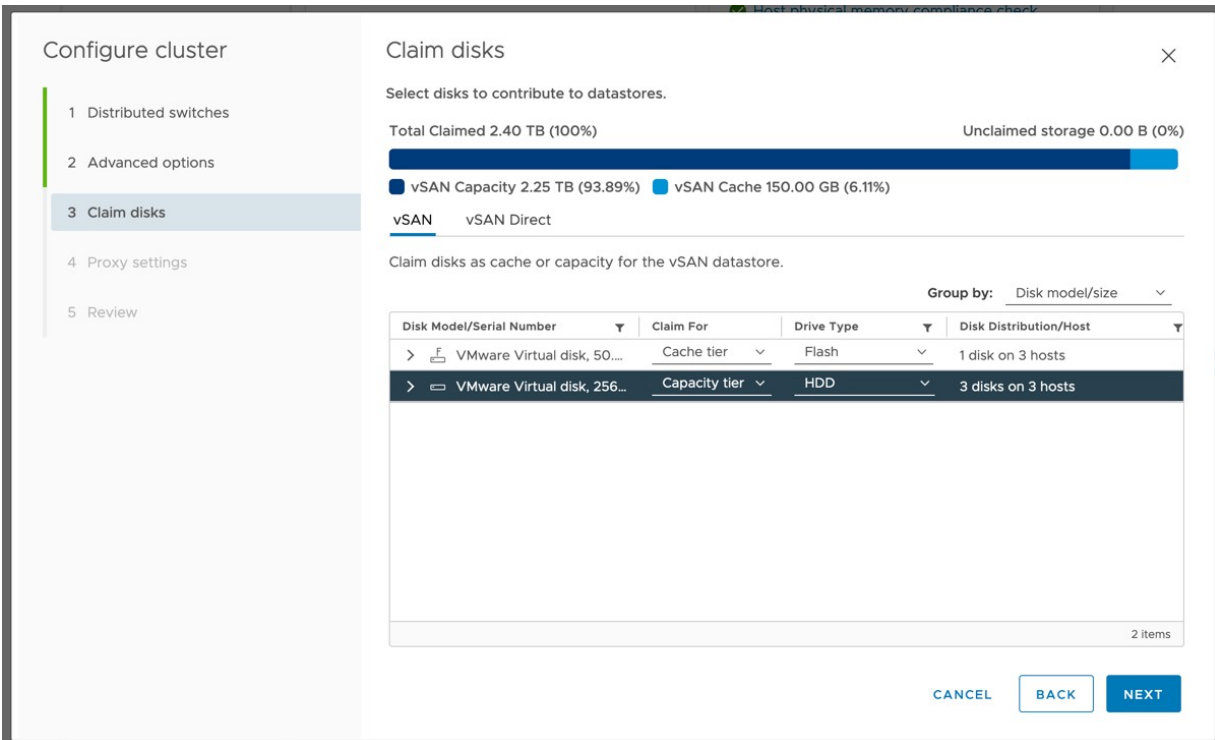 Host physical memory compliance check
Configure cluster
1 Distributed switches
2 Advanced options
3 Claim disks
4 Proxy settings
5 Review
Claim disks
Select disks to contribute to datastores.
Total Claimed 2.40 TB (100%) Unclaimed storage 0.00 B (0%)
vSAN Capacity 2.25 TB (93.89%) vSAN Cache 150.00 GB (6.11%)
vSAN vSAN Direct
Claim disks as cache or capacity for the vSAN datastore.
Group by: Disk model/size
Disk Model/Serial Number Claim For Drive Type Disk Distribution/Host
F VMware Virtual disk, 50.... Cache tier Flash 1 disk on 3 hosts
VMware Virtual disk, 256... Capacity tier HDD 3 disks on 3 hosts
2 items
CANCEL BACK NEXT